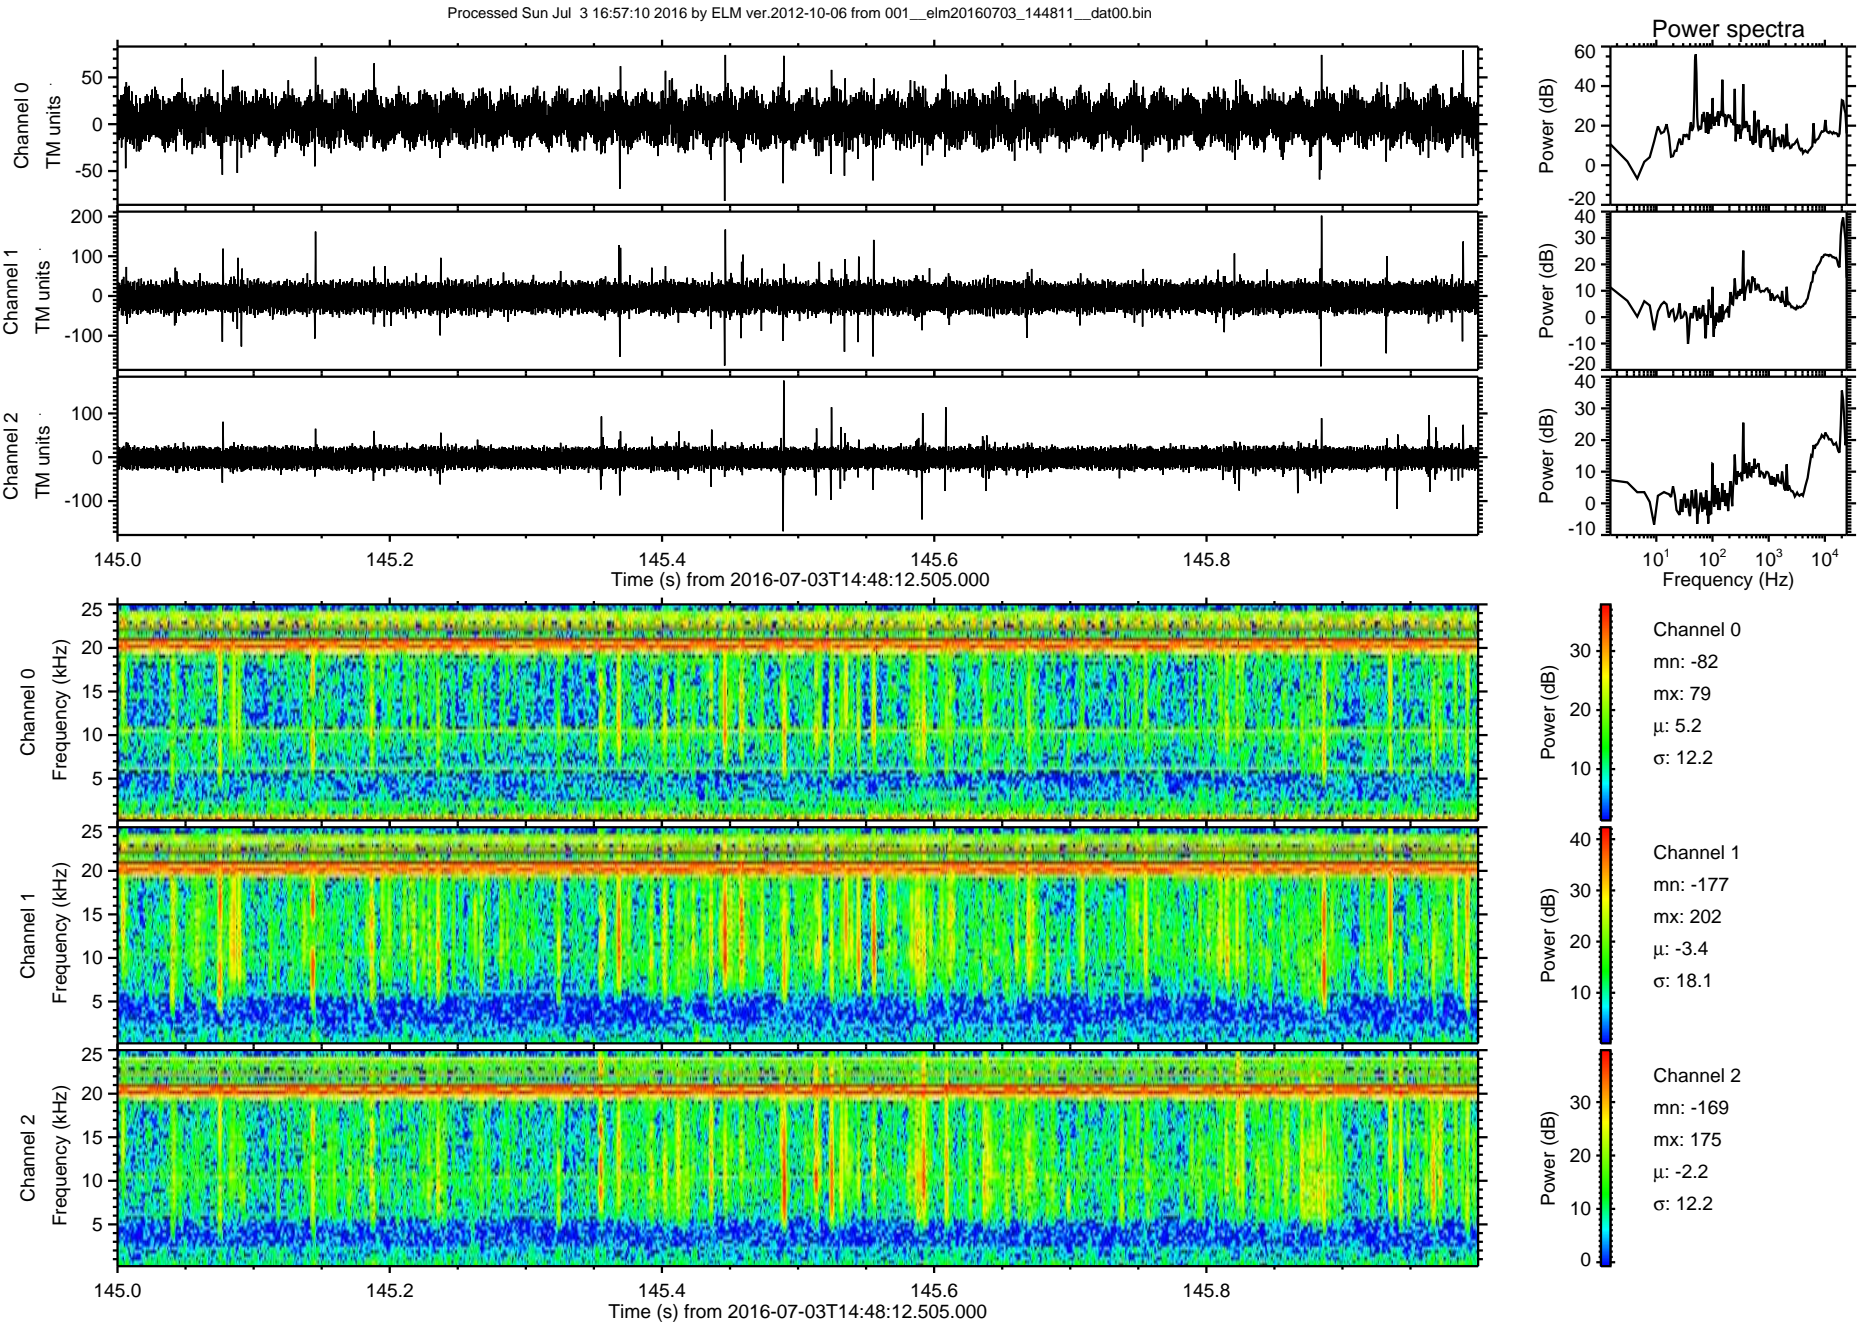 Processed Sun Jul  3 16:57:10 2016 by ELM ver.2012-10-06 from 001__elm20160703_144811__dat00.bin
Power spectra
Channel 0
TM units
50
0
-50
Power (dB)
60
40
20
0
-20
Channel 1
TM units
200
100
0
-100
Power (dB)
40
30
20
10
0
-10
-20
Channel 2
TM units
100
0
-100
Power (dB)
40
30
20
10
0
-10
145.0 145.2 145.4 145.6 145.8
Time (s) from 2016-07-03T14:48:12.505.000
10¹ 10² 10³ 10⁴
Frequency (Hz)
Channel 0
Frequency (kHz)
25
20
15
10
5
Power (dB)
30
20
10
Channel 0
mn: -82
mx: 79
μ: 5.2
σ: 12.2
Channel 1
Frequency (kHz)
25
20
15
10
5
Power (dB)
40
30
20
10
Channel 1
mn: -177
mx: 202
μ: -3.4
σ: 18.1
Channel 2
Frequency (kHz)
25
20
15
10
5
Power (dB)
30
20
10
0
Channel 2
mn: -169
mx: 175
μ: -2.2
σ: 12.2
145.0 145.2 145.4 145.6 145.8
Time (s) from 2016-07-03T14:48:12.505.000